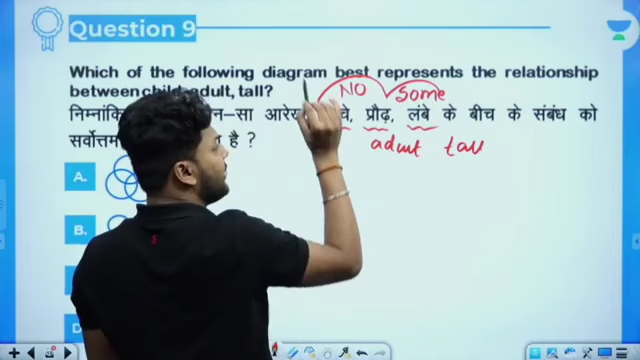 Question 9
Which of the following diagram best represents the relationship
between child, adult, tall?
NO some
प्रौढ़, लंबे के बीच के संबंध को
सर्वोत्तम है ?
adult tall
A.
B.
D